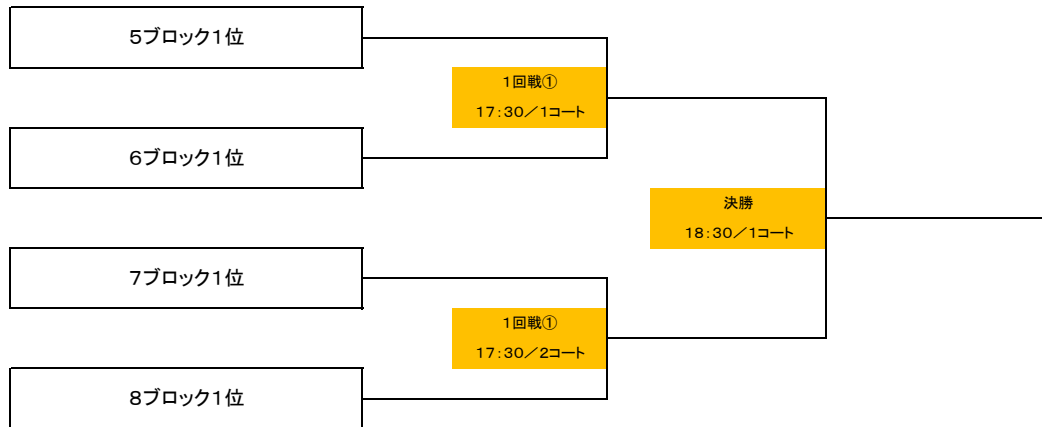 ５ブロック１位
１回戦①
１７：３０／１コート
６ブロック１位
決勝
１８：３０／１コート
７ブロック１位
１回戦①
１７：３０／２コート
８ブロック１位